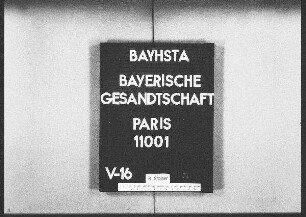 BAYHSTA
BAYERISCHE
GESANDTSCHAFT
PARIS
11001
V-16